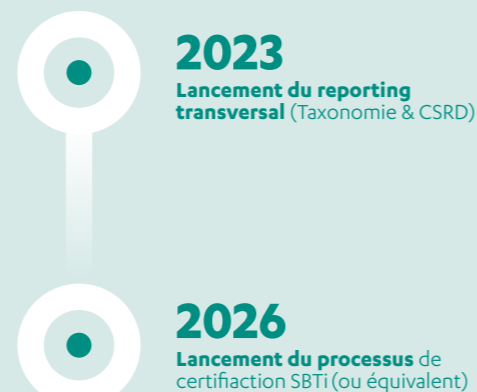 2023
Lancement du reporting
transversal (Taxonomie & CSRD)
2026
Lancement du processus de
certifiaction SBTi (ou équivalent)